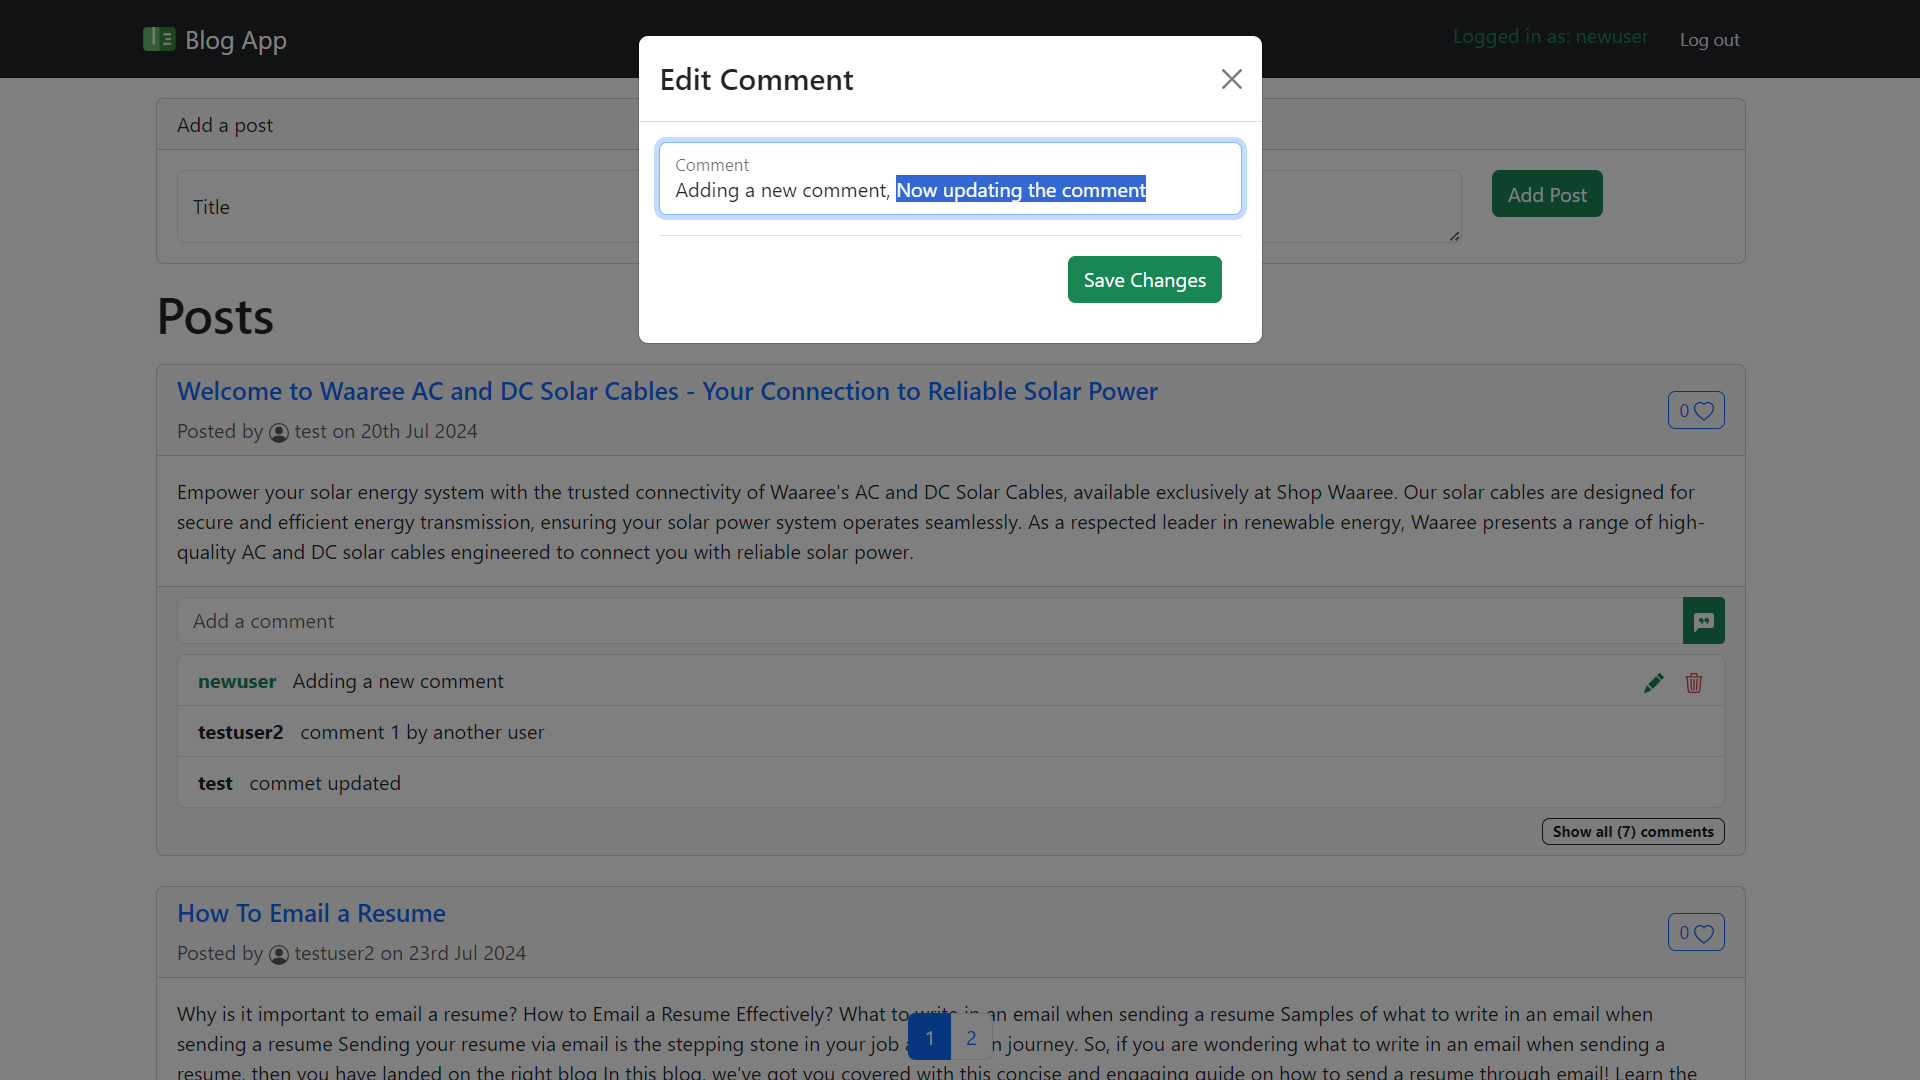 Blog App
Logged in as: newuser
Log out
Edit Comment
Comment
Adding a new comment, Now updating the comment
Save Changes
Add a post
Title
Add Post
Posts
Welcome to Waaree AC and DC Solar Cables - Your Connection to Reliable Solar Power
0
Posted by test on 20th Jul 2024
Empower your solar energy system with the trusted connectivity of Waaree's AC and DC Solar Cables, available exclusively at Shop Waaree. Our solar cables are designed for
secure and efficient energy transmission, ensuring your solar power system operates seamlessly. As a respected leader in renewable energy, Waaree presents a range of high-
quality AC and DC solar cables engineered to connect you with reliable solar power.
Add a comment
newuser Adding a new comment
testuser2 comment 1 by another user
test commet updated
Show all (7) comments
How To Email a Resume
0
Posted by testuser2 on 23rd Jul 2024
Why is it important to email a resume? How to Email a Resume Effectively? What to write in an email when sending a resume Samples of what to write in an email when
sending a resume Sending your resume via email is the stepping stone in your job journey. So, if you are wondering what to write in an email when sending a
resume, then you have landed on the right blog In this blog, we've got you covered with this concise and engaging guide on how to send a resume through email! Learn the
1 2